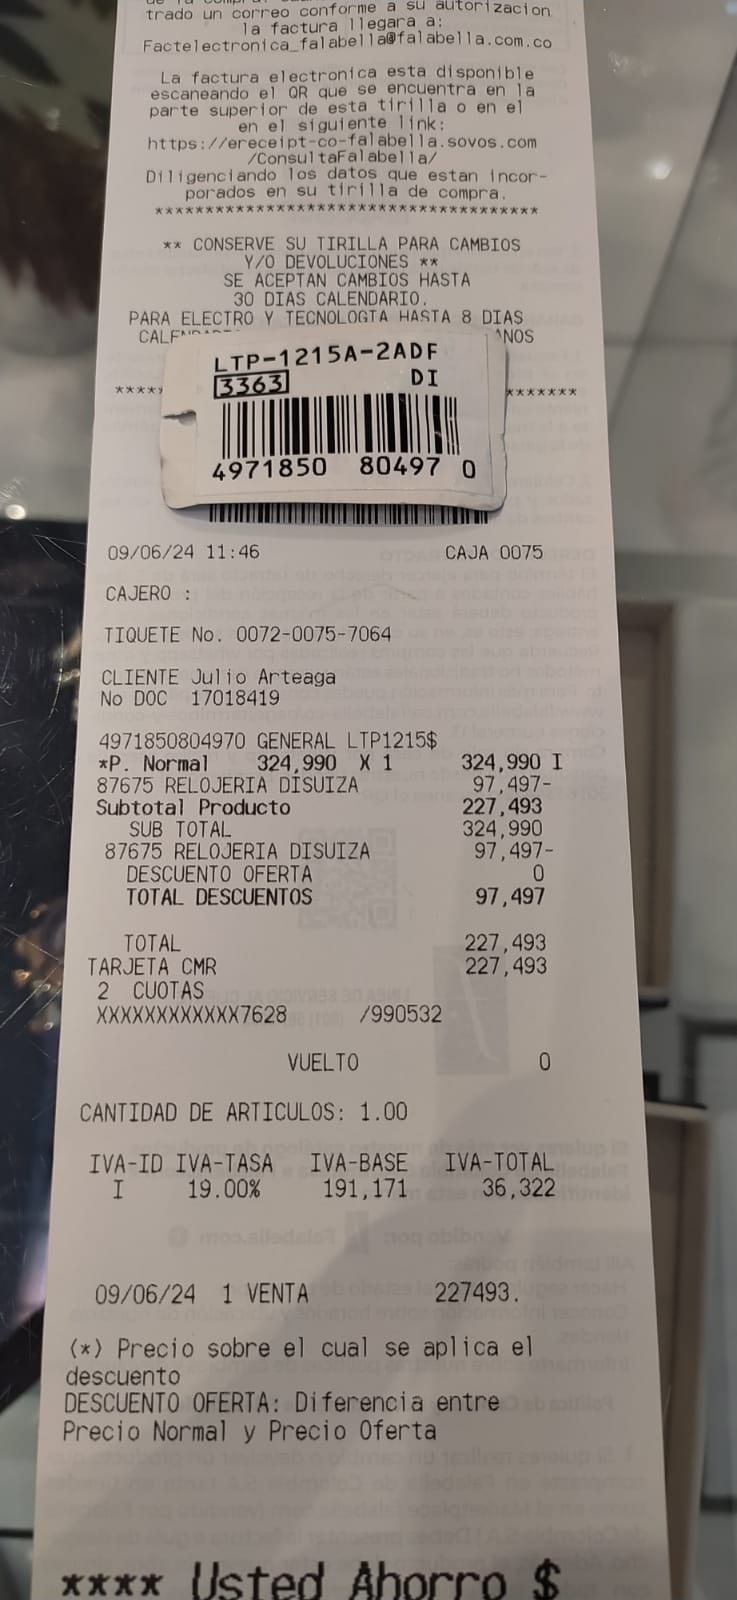 trado un correo conforme a su autorizacion
la factura llegara a:
Factelectronica_falabella@falabella.com.co
La factura electronica esta disponible
escaneando el QR que se encuentra en la
parte superior de esta tirilla o en el
en el siguiente link:
https://ereceipt-co-falabella.sovos.com
/ConsultaFalabella/
Diligenciando los datos que estan incor-
porados en su tirilla de compra.
****************************************
** CONSERVE SU TIRILLA PARA CAMBIOS
Y/O DEVOLUCIONES **
SE ACEPTAN CAMBIOS HASTA
30 DIAS CALENDARIO.
PARA ELECTRO Y TECNOLOGIA HASTA 8 DIAS
LTP-1215A-2ADF
3363 DI
4971850 80497 0
09/06/24 11:46 CAJA 0075
CAJERO :
TIQUETE No. 0072-0075-7064
CLIENTE Julio Arteaga
No DOC 17018419
4971850804970 GENERAL LTP1215$
*P. Normal 324,990 X 1 324,990 I
87675 RELOJERIA DISUIZA 97,497-
Subtotal Producto 227,493
SUB TOTAL 324,990
87675 RELOJERIA DISUIZA 97,497-
DESCUENTO OFERTA 0
TOTAL DESCUENTOS 97,497
TOTAL 227,493
TARJETA CMR 227,493
2 CUOTAS
XXXXXXXXXXXX7628 /990532
VUELTO 0
CANTIDAD DE ARTICULOS: 1.00
IVA-ID IVA-TASA IVA-BASE IVA-TOTAL
I 19.00% 191,171 36,322
09/06/24 1 VENTA 227493.
(*) Precio sobre el cual se aplica el
descuento
DESCUENTO OFERTA: Diferencia entre
Precio Normal y Precio Oferta
**** Usted Ahorro $